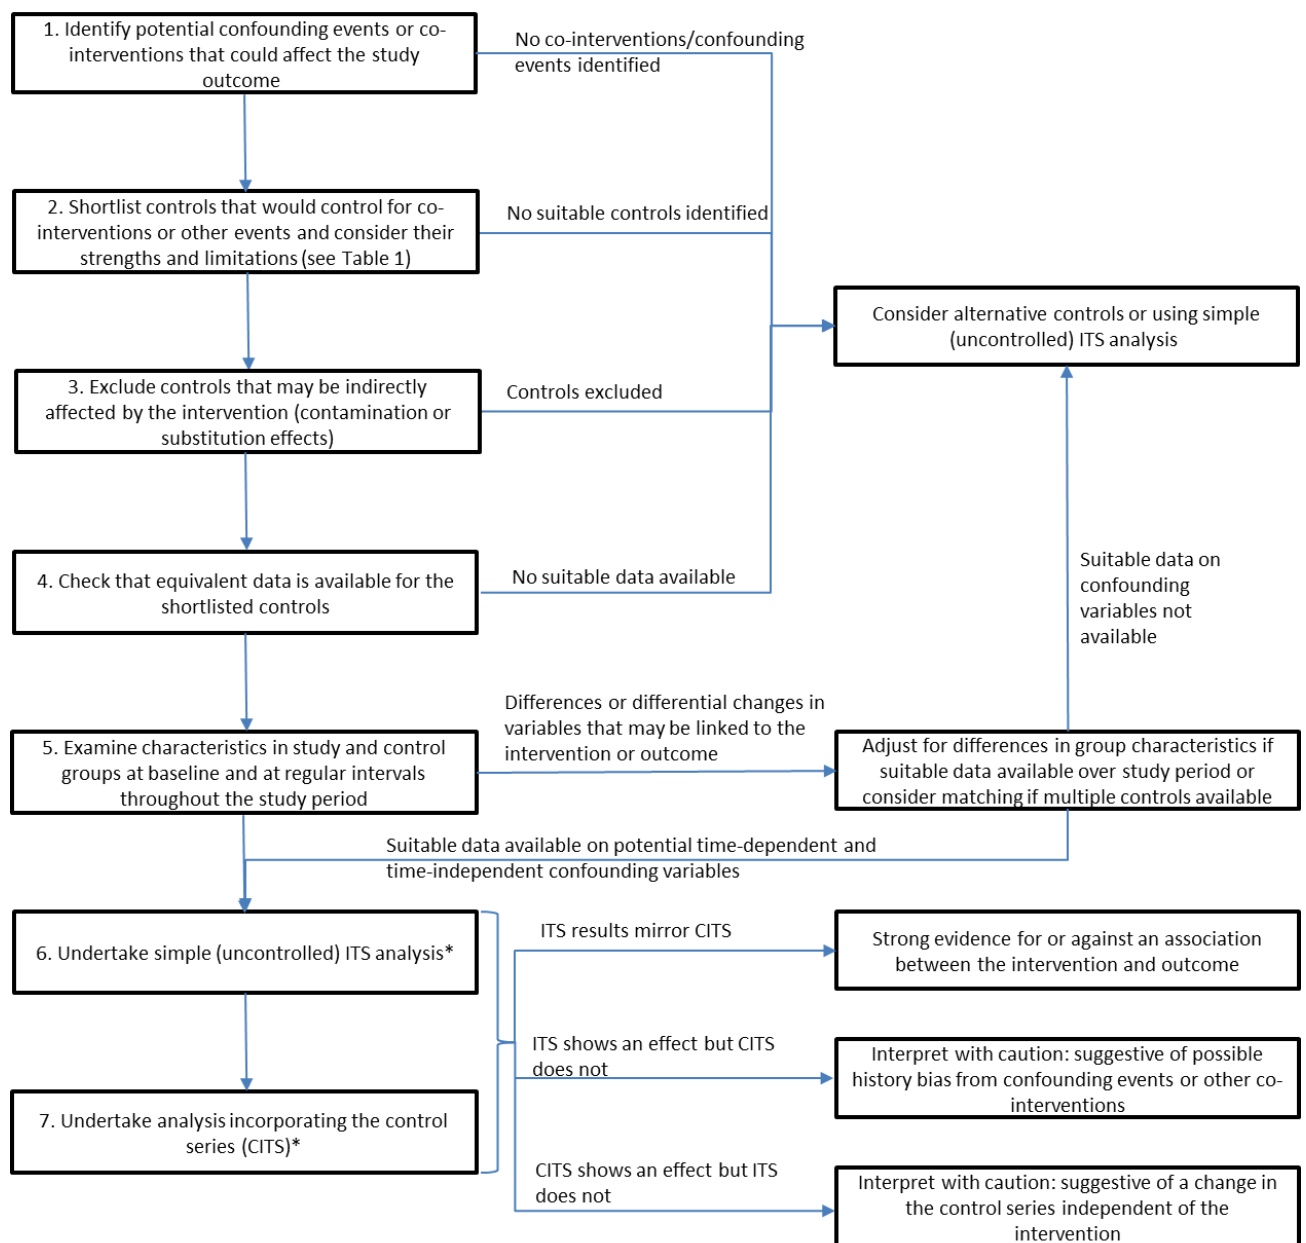 1. Identify potential confounding events or co-
interventions that could affect the study
outcome
No co-interventions/confounding
events identified
2. Shortlist controls that would control for co-
interventions or other events and consider their
strengths and limitations (see Table 1)
No suitable controls identified
Consider alternative controls or using simple
(uncontrolled) ITS analysis
3. Exclude controls that may be indirectly
affected by the intervention (contamination or
substitution effects)
Controls excluded
4. Check that equivalent data is available for the
shortlisted controls
No suitable data available
Suitable data on
confounding
variables not
available
5. Examine characteristics in study and control
groups at baseline and at regular intervals
throughout the study period
Differences or differential changes in
variables that may be linked to the
intervention or outcome
Adjust for differences in group characteristics if
suitable data available over study period or
consider matching if multiple controls available
Suitable data available on potential time-dependent and
time-independent confounding variables
6. Undertake simple (uncontrolled) ITS analysis*
ITS results mirror CITS
Strong evidence for or against an association
between the intervention and outcome
ITS shows an effect but CITS
does not
Interpret with caution: suggestive of possible
history bias from confounding events or other co-
interventions
7. Undertake analysis incorporating the control
series (CITS)*
CITS shows an effect but ITS
does not
Interpret with caution: suggestive of a change in
the control series independent of the
intervention